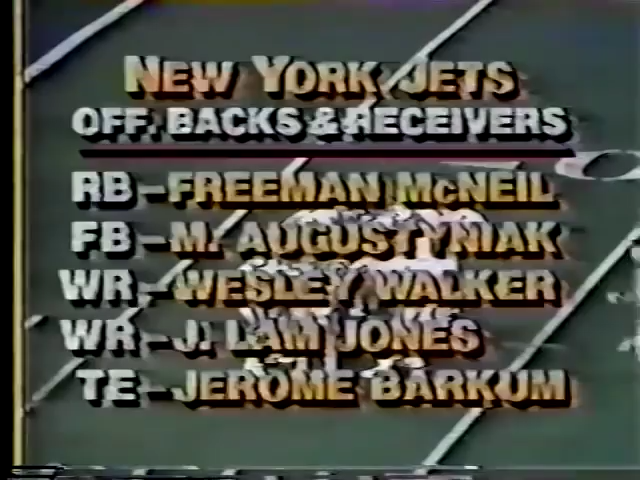 NEW YORK JETS
OFF. BACKS & RECEIVERS
RB-FREEMAN McNEIL
FB-M. AUGUSTYNIAK
WR-WESLEY WALKER
WR-J. LAM JONES
TE-JEROME BARKUM